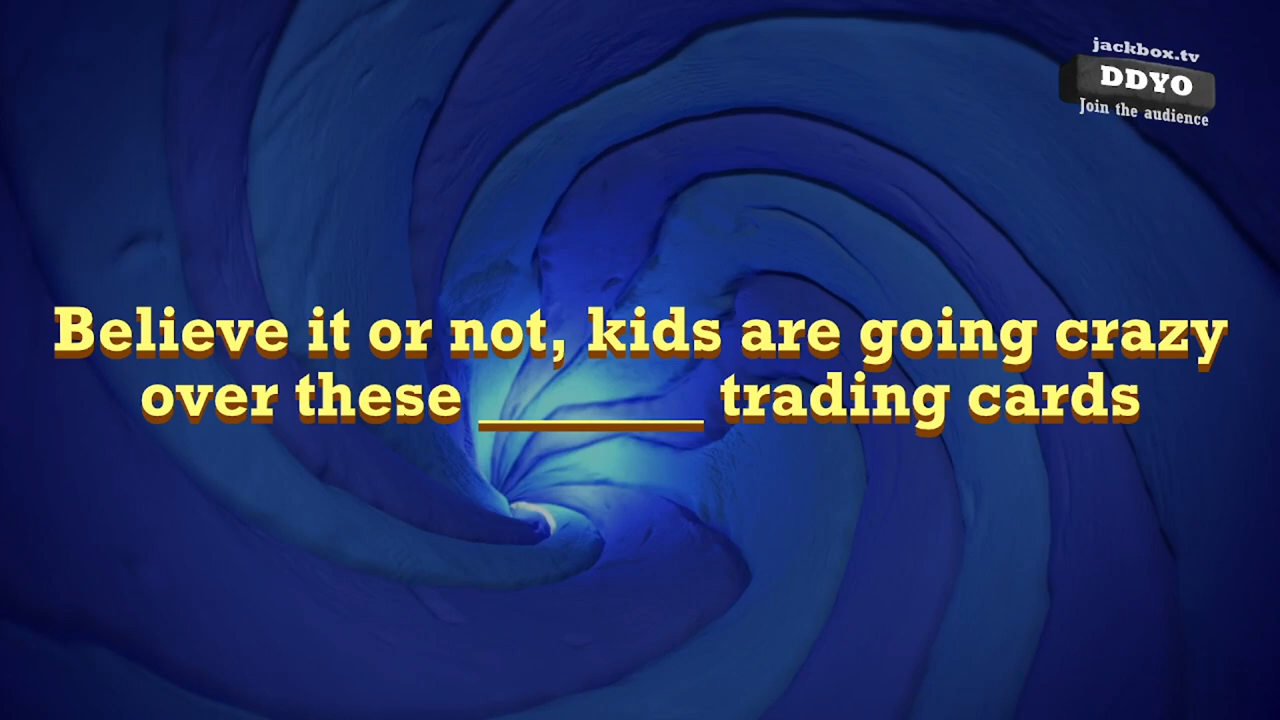 jackbox.tv
DDYO
Join the audience
Believe it or not, kids are going crazy
over these ________ trading cards